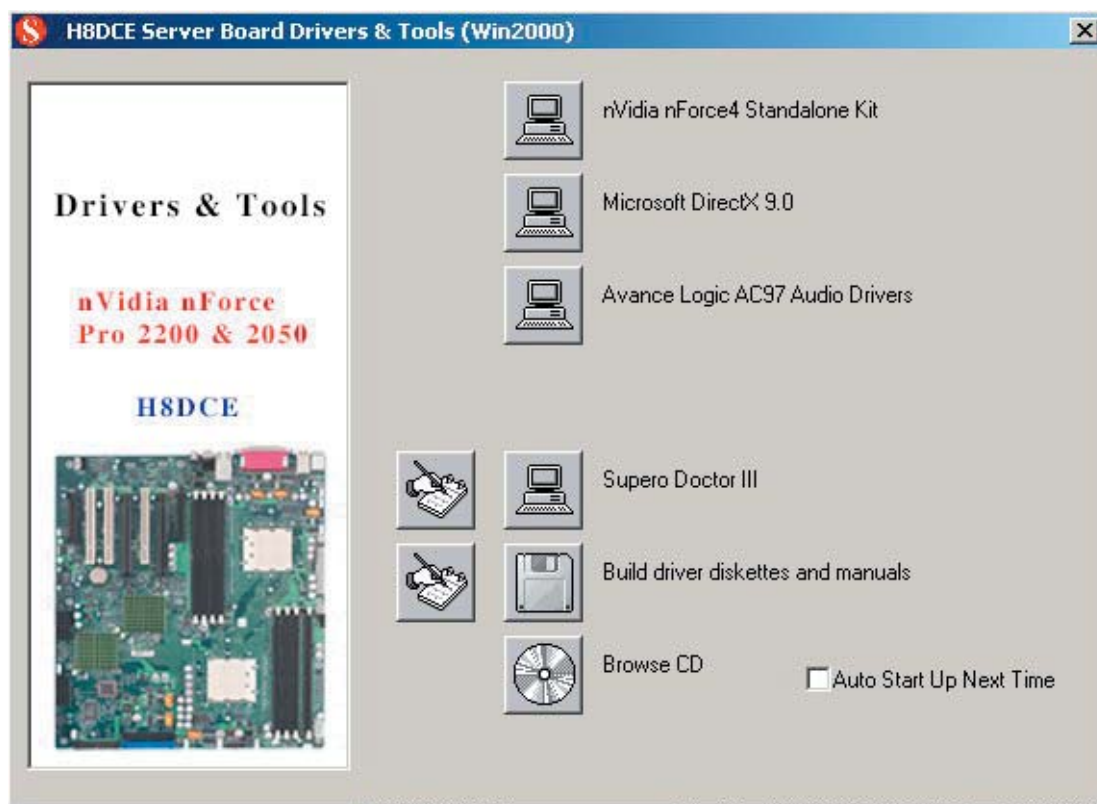 H8DCE Server Board Drivers & Tools (Win2000)
Drivers & Tools
nVidia nForce
Pro 2200 & 2050
H8DCE
nVidia nForce4 Standalone Kit
Microsoft DirectX 9.0
Avance Logic AC97 Audio Drivers
Supero Doctor III
Build driver diskettes and manuals
Browse CD
Auto Start Up Next Time